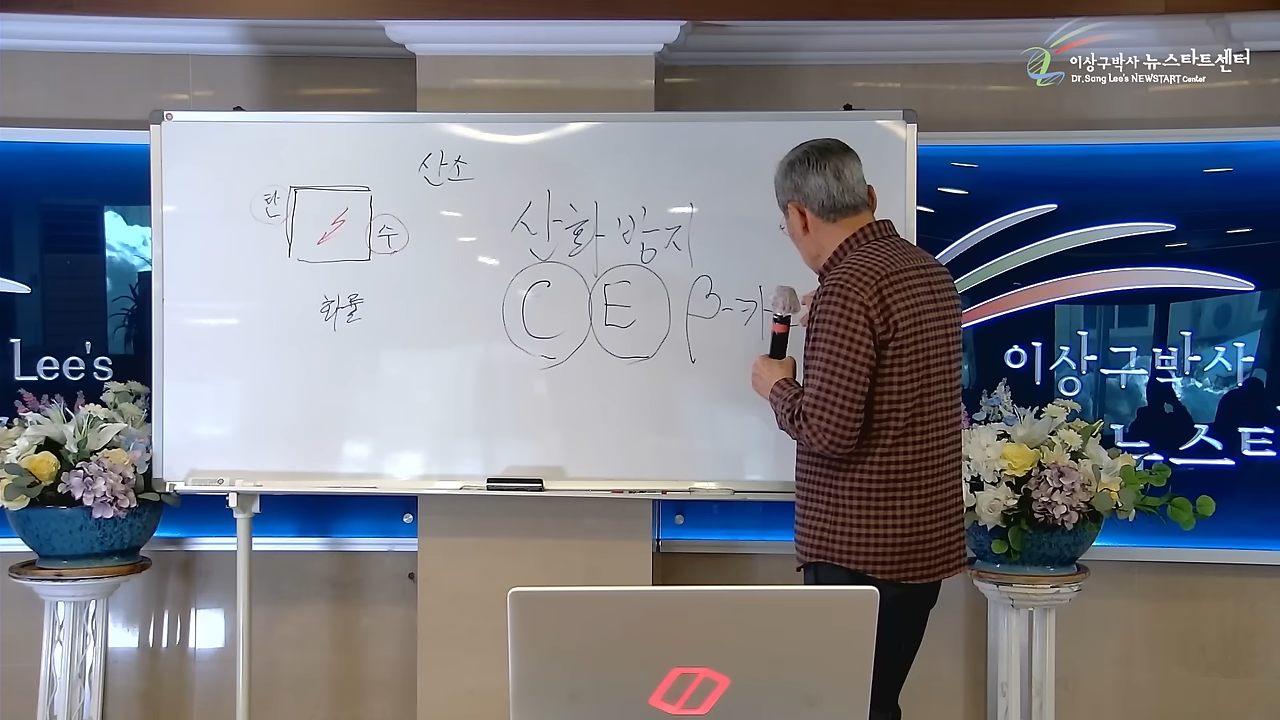 이상구박사 뉴스타트센터
Dr. Sang Lee's NEWSTART Center
산소
탄
수
화물
산화방지
C E β-카
Lee's
이상구박사
뉴스타